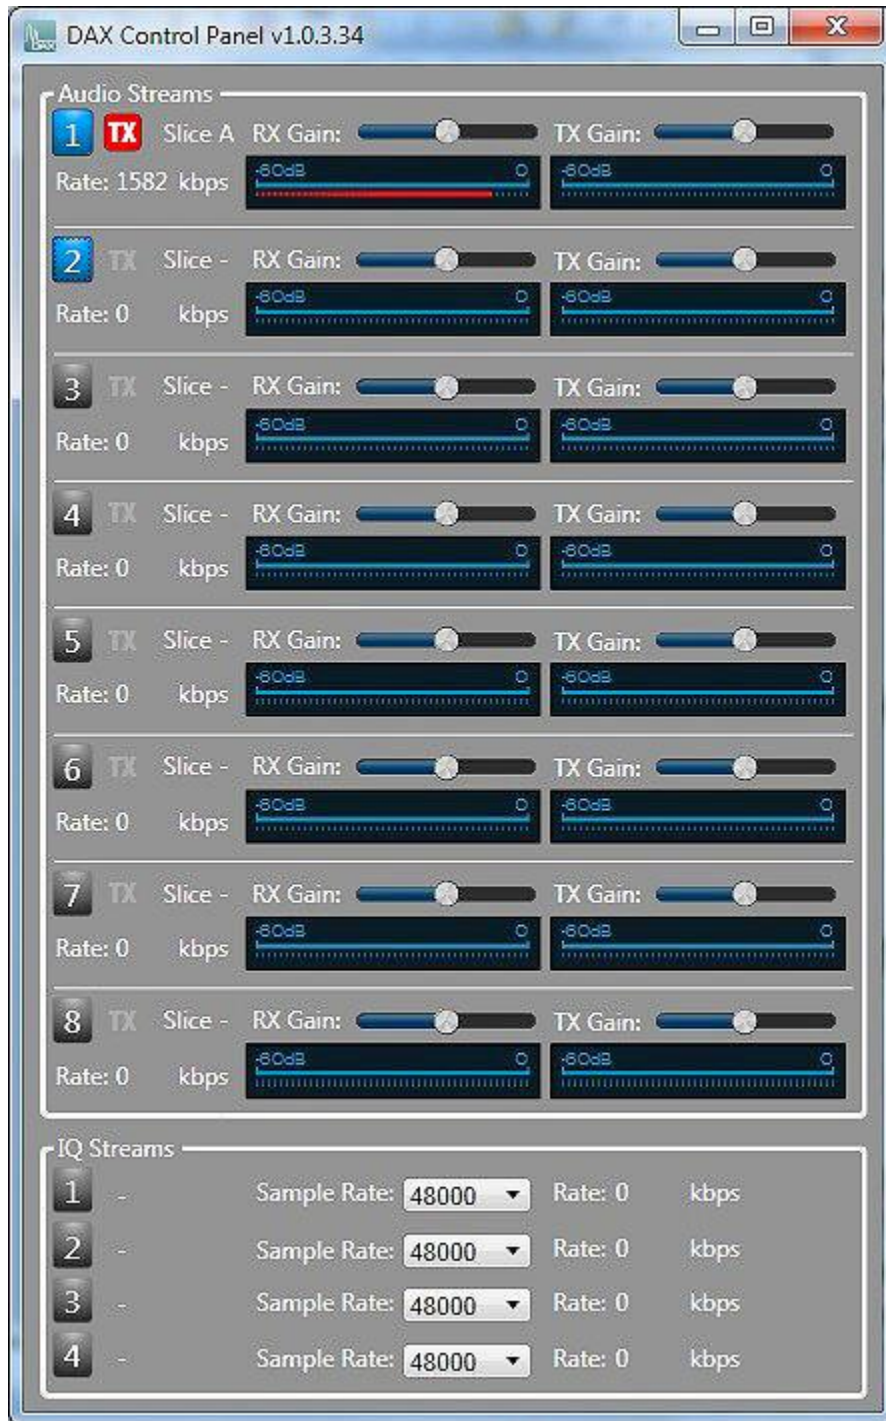 DAX Control Panel v1.0.3.34
Audio Streams
1 TX Slice A RX Gain: TX Gain:
Rate: 1582 kbps -60dB 0 -60dB 0
2 TX Slice - RX Gain: TX Gain:
Rate: 0 kbps -60dB 0 -60dB 0
3 TX Slice - RX Gain: TX Gain:
Rate: 0 kbps -60dB 0 -60dB 0
4 TX Slice - RX Gain: TX Gain:
Rate: 0 kbps -60dB 0 -60dB 0
5 TX Slice - RX Gain: TX Gain:
Rate: 0 kbps -60dB 0 -60dB 0
6 TX Slice - RX Gain: TX Gain:
Rate: 0 kbps -60dB 0 -60dB 0
7 TX Slice - RX Gain: TX Gain:
Rate: 0 kbps -60dB 0 -60dB 0
8 TX Slice - RX Gain: TX Gain:
Rate: 0 kbps -60dB 0 -60dB 0
IQ Streams
1 - Sample Rate: 48000 Rate: 0 kbps
2 - Sample Rate: 48000 Rate: 0 kbps
3 - Sample Rate: 48000 Rate: 0 kbps
4 - Sample Rate: 48000 Rate: 0 kbps